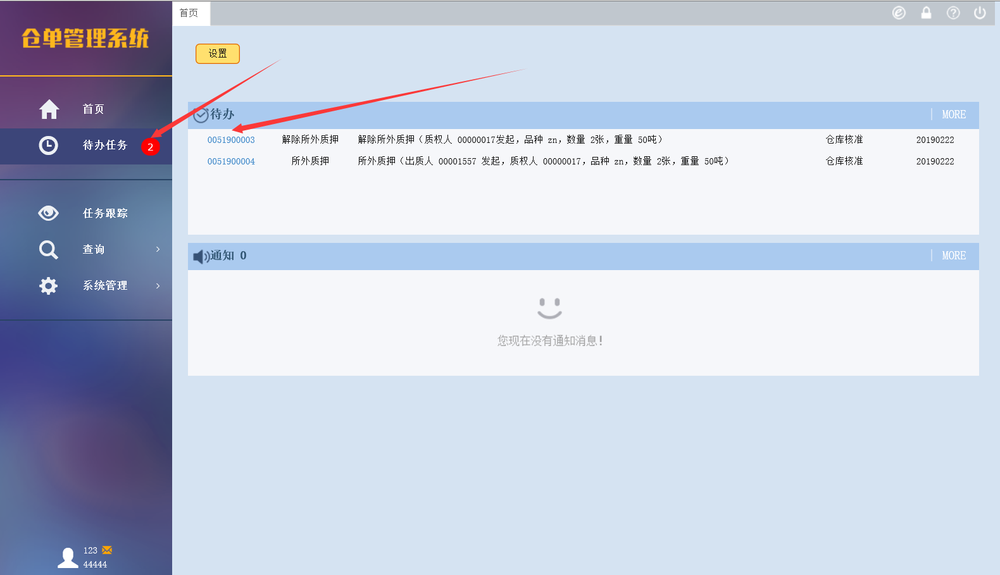 仓单管理系统
首页
待办任务 2
任务跟踪
查询
系统管理
123
44444
首页
设置
待办
MORE
0051900003 解除所外质押 解除所外质押（质权人 00000017发起，品种 zn，数量 2张，重量 50吨） 仓库核准 20190222
0051900004 所外质押 所外质押（出质人 00001557 发起，质权人 00000017，品种 zn，数量 2张，重量 50吨） 仓库核准 20190222
通知 0
MORE
您现在没有通知消息!